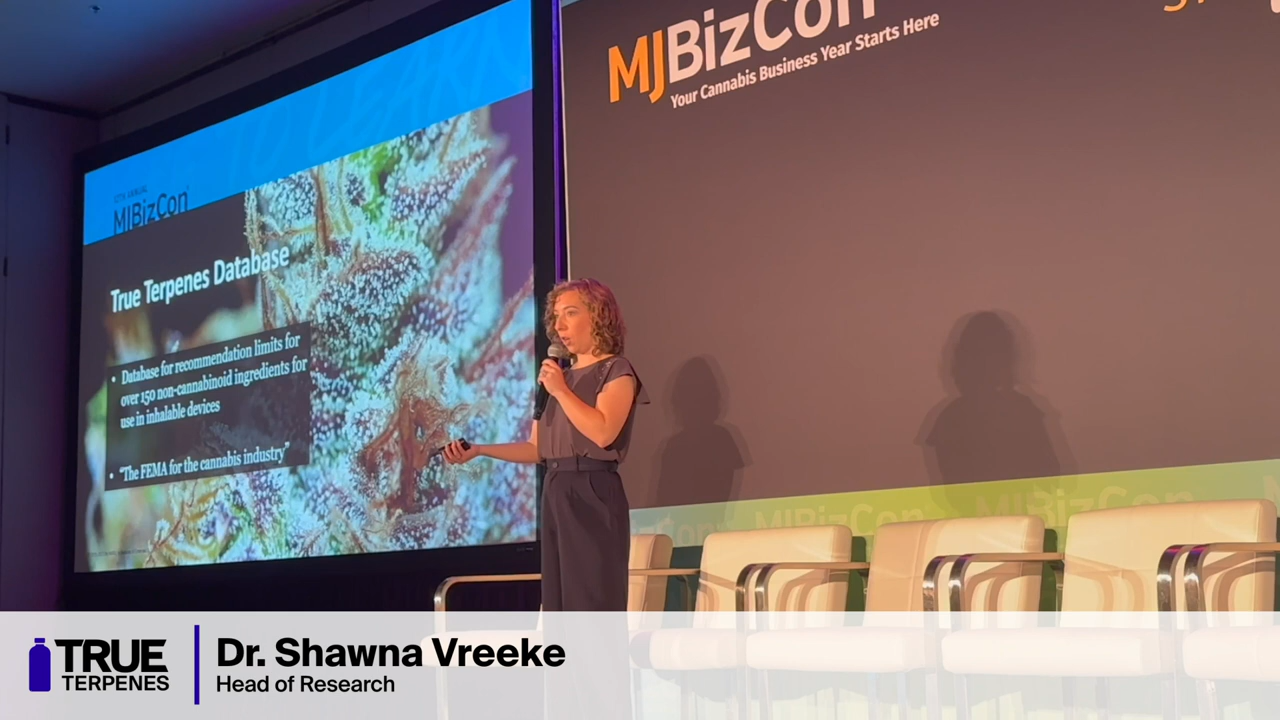 MJBizCon
Your Cannabis Business Year Starts Here
MJBizCon
True Terpenes Database
• Database for recommendation limits for
over 150 non-cannabinoid ingredients for
use in inhalable devices
• "The FEMA for the cannabis industry"
MJBizCon
MJBizCon
TRUE
TERPENES
Dr. Shawna Vreeke
Head of Research